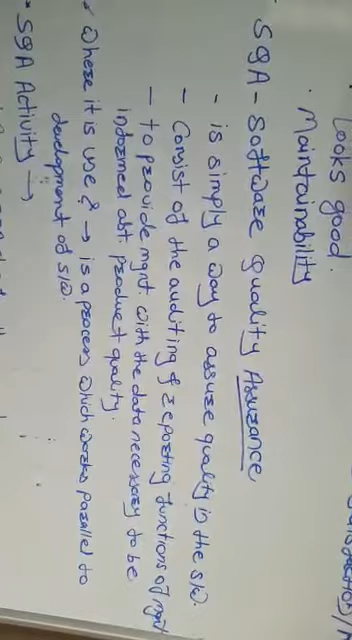 Looks good.
· Maintainability
SQA - Software Quality Assurance
- is simply a way to assure quality in the s/w.
- Consist of the auditing & reporting functions of mgnt
- to provide mgnt. with the data necessary to be
informed abt. product quality.
Where it is use? → is a process which works parallel to
development of s/w.
• SQA Activity →